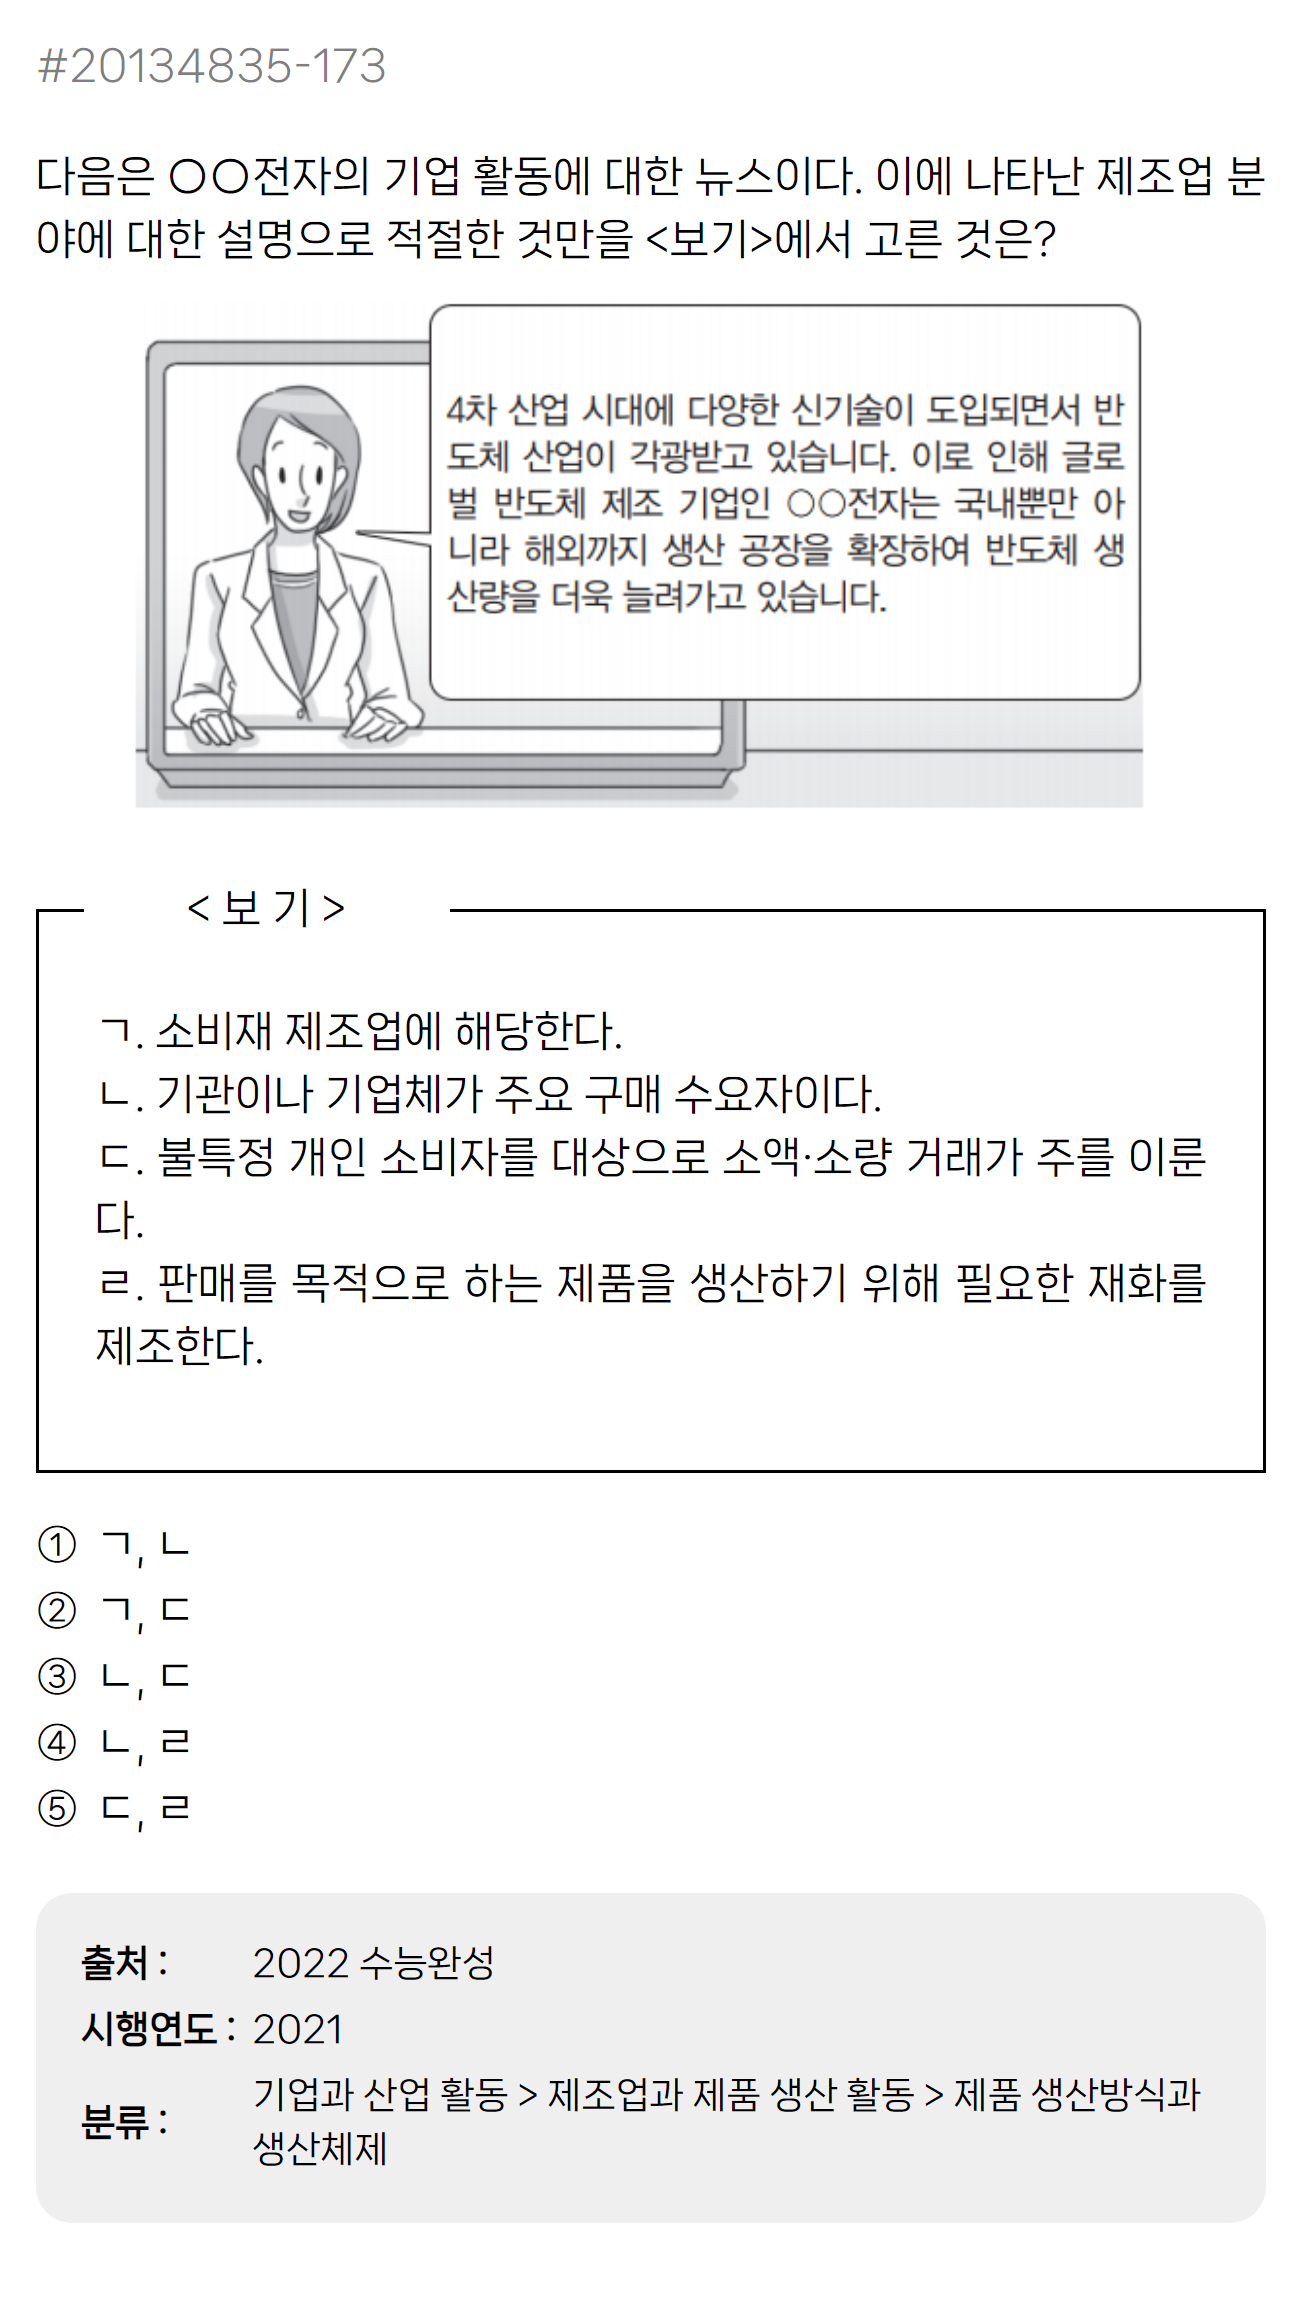 #20134835-173
다음은 〇〇전자의 기업 활동에 대한 뉴스이다. 이에 나타난 제조업 분
야에 대한 설명으로 적절한 것만을 <보기>에서 고른 것은?
4차 산업 시대에 다양한 신기술이 도입되면서 반
도체 산업이 각광받고 있습니다. 이로 인해 글로
벌 반도체 제조 기업인 ○○전자는 국내뿐만 아
니라 해외까지 생산 공장을 확장하여 반도체 생
산량을 더욱 늘려가고 있습니다.
< 보 기 >
ㄱ. 소비재 제조업에 해당한다.
ㄴ. 기관이나 기업체가 주요 구매 수요자이다.
ㄷ. 불특정 개인 소비자를 대상으로 소액·소량 거래가 주를 이룬
다.
ㄹ. 판매를 목적으로 하는 제품을 생산하기 위해 필요한 재화를
제조한다.
① ㄱ, ㄴ
② ㄱ, ㄷ
③ ㄴ, ㄷ
④ ㄴ, ㄹ
⑤ ㄷ, ㄹ
출처 : 2022 수능완성
시행연도 : 2021
분류 : 기업과 산업 활동 > 제조업과 제품 생산 활동 > 제품 생산방식과
생산체제